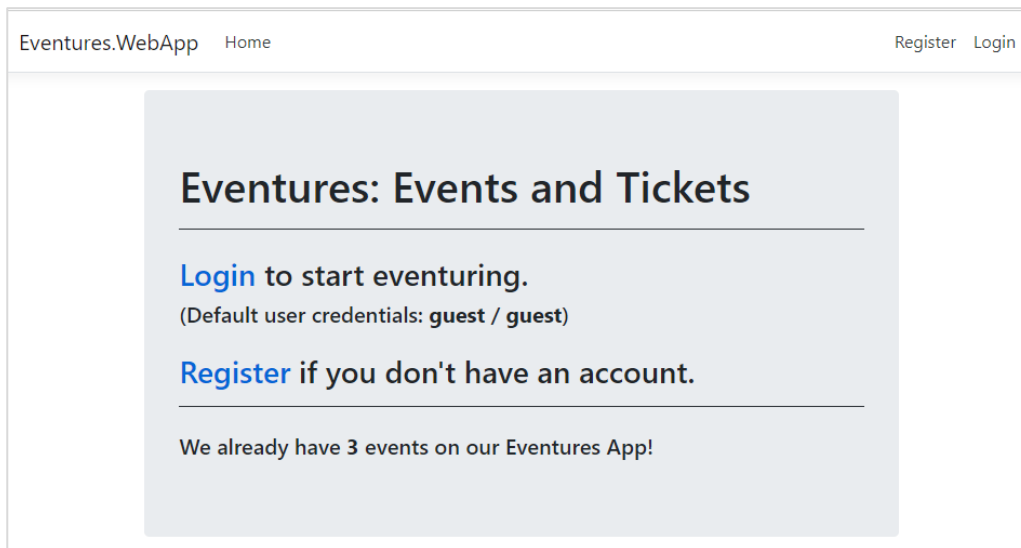 Eventures.WebApp Home Register Login
Eventures: Events and Tickets
Login to start eventuring.
(Default user credentials: guest / guest)
Register if you don't have an account.
We already have 3 events on our Eventures App!